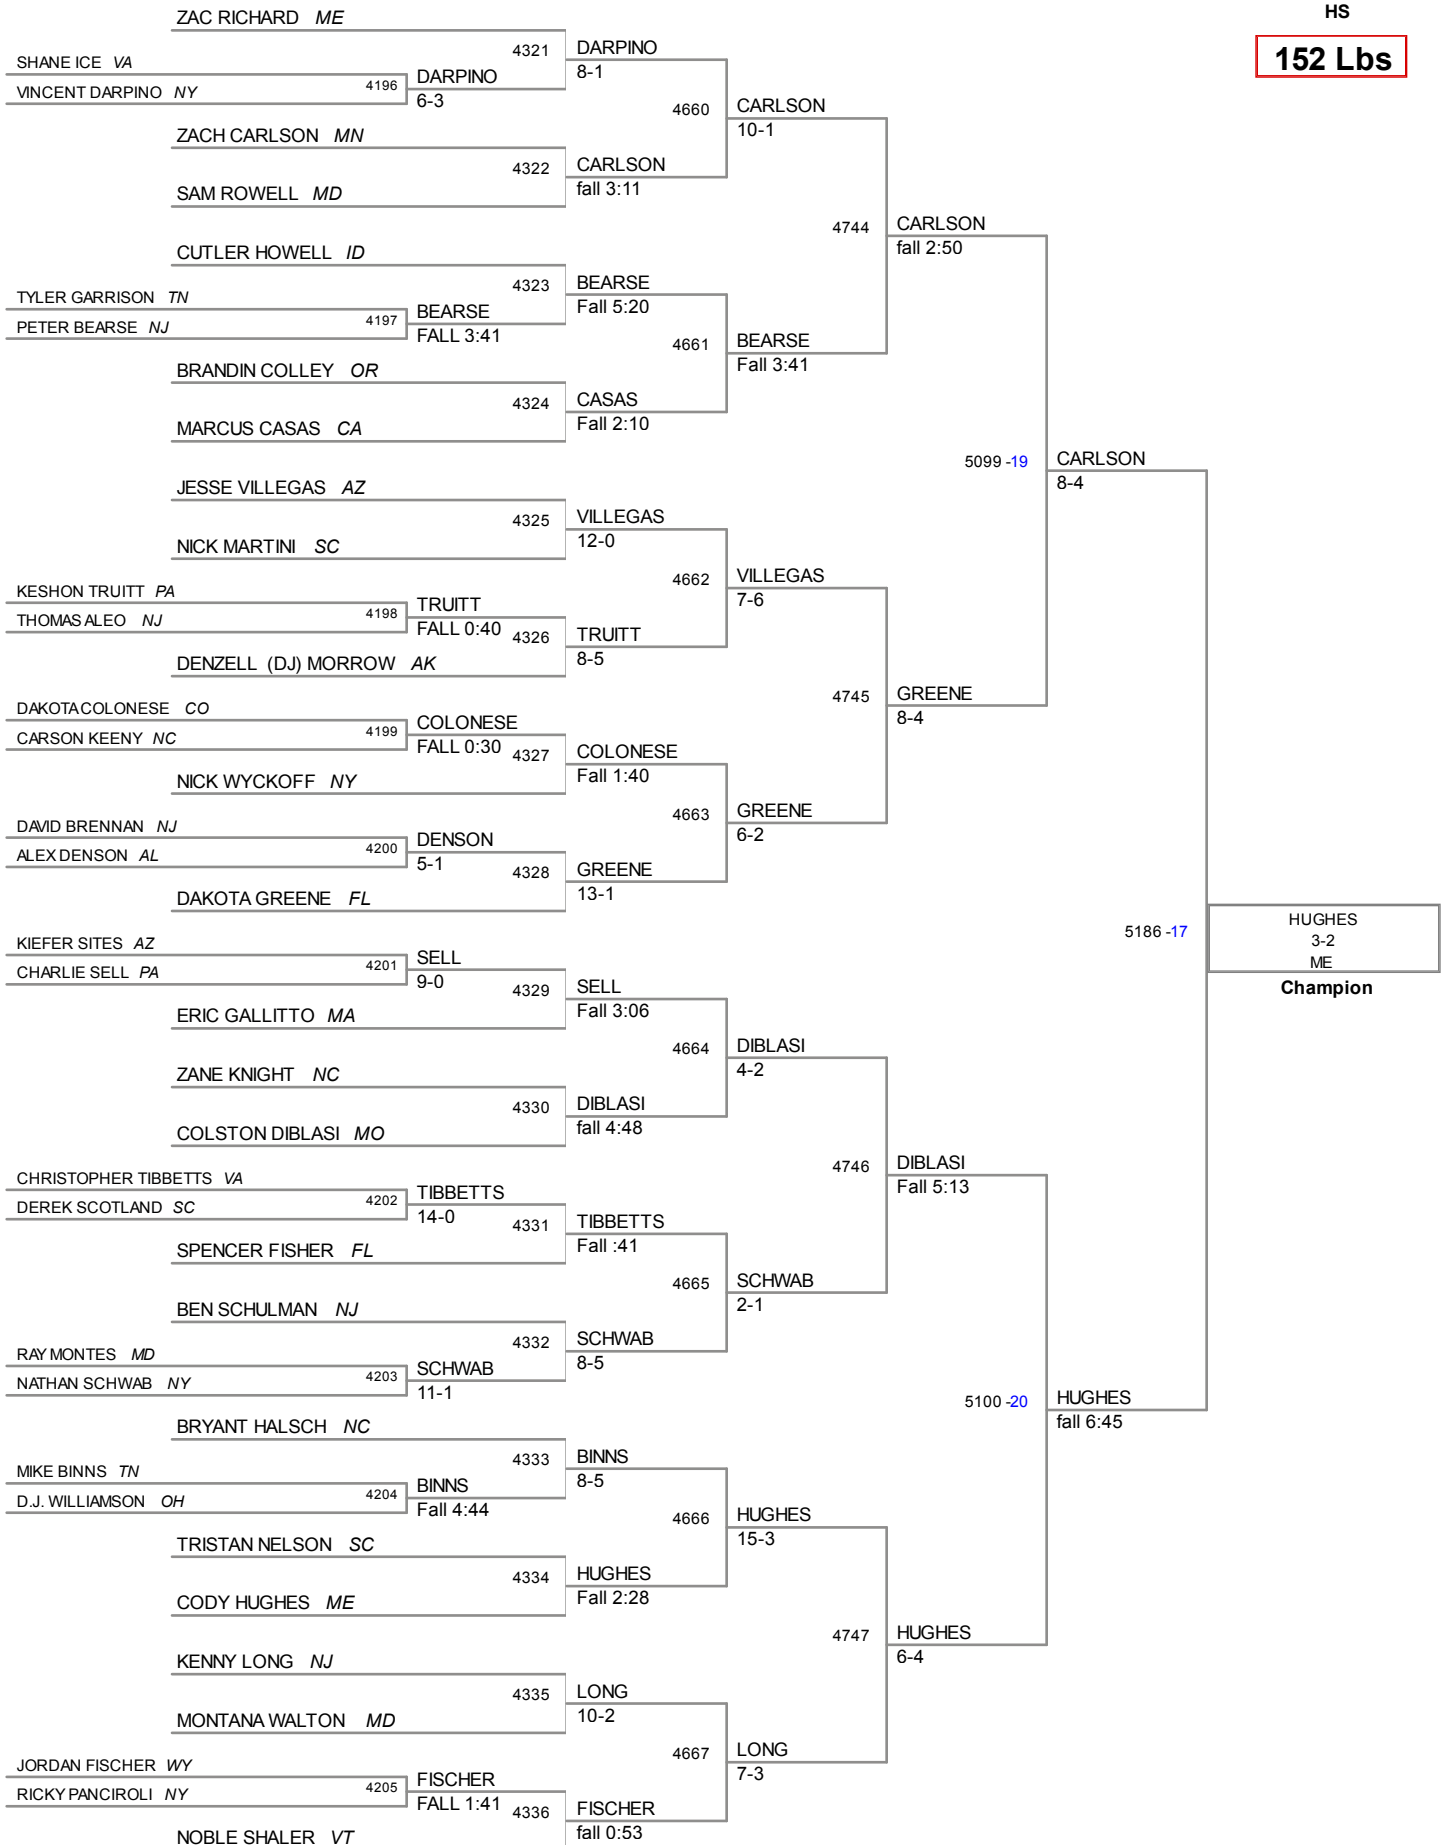 HS
152 Lbs
ZAC RICHARD ME
4321 DARPINO
8-1
SHANE ICE VA
4196 DARPINO
6-3
VINCENT DARPINO NY
4660 CARLSON
10-1
ZACH CARLSON MN
4322 CARLSON
fall 3:11
SAM ROWELL MD
4744 CARLSON
fall 2:50
CUTLER HOWELL ID
4323 BEARSE
Fall 5:20
TYLER GARRISON TN
4197 BEARSE
FALL 3:41
PETER BEARSE NJ
4661 BEARSE
Fall 3:41
BRANDIN COLLEY OR
4324 CASAS
Fall 2:10
MARCUS CASAS CA
5099 -19 CARLSON
8-4
JESSE VILLEGAS AZ
4325 VILLEGAS
12-0
NICK MARTINI SC
4662 VILLEGAS
7-6
KESHON TRUITT PA
4198 TRUITT
FALL 0:40
THOMAS ALEO NJ
4326 TRUITT
8-5
DENZELL (DJ) MORROW AK
4745 GREENE
8-4
DAKOTA COLONESE CO
4199 COLONESE
FALL 0:30
CARSON KEENY NC
4327 COLONESE
Fall 1:40
NICK WYCKOFF NY
4663 GREENE
6-2
DAVID BRENNAN NJ
4200 DENSON
5-1
ALEX DENSON AL
4328 GREENE
13-1
DAKOTA GREENE FL
5186 -17 HUGHES
3-2
ME
Champion
KIEFER SITES AZ
4201 SELL
9-0
CHARLIE SELL PA
4329 SELL
Fall 3:06
ERIC GALLITTO MA
4664 DIBLASI
4-2
ZANE KNIGHT NC
4330 DIBLASI
fall 4:48
COLSTON DIBLASI MO
4746 DIBLASI
Fall 5:13
CHRISTOPHER TIBBETTS VA
4202 TIBBETTS
14-0
DEREK SCOTLAND SC
4331 TIBBETTS
Fall :41
SPENCER FISHER FL
4665 SCHWAB
2-1
BEN SCHULMAN NJ
4332 SCHWAB
8-5
RAY MONTES MD
4203 SCHWAB
11-1
NATHAN SCHWAB NY
5100 -20 HUGHES
fall 6:45
BRYANT HALSCH NC
4333 BINNS
8-5
MIKE BINNS TN
4204 BINNS
Fall 4:44
D.J. WILLIAMSON OH
4666 HUGHES
15-3
TRISTAN NELSON SC
4334 HUGHES
Fall 2:28
CODY HUGHES ME
4747 HUGHES
6-4
KENNY LONG NJ
4335 LONG
10-2
MONTANA WALTON MD
4667 LONG
7-3
JORDAN FISCHER WY
4205 FISCHER
FALL 1:41
RICKY PANCIROLI NY
4336 FISCHER
fall 0:53
NOBLE SHALER VT